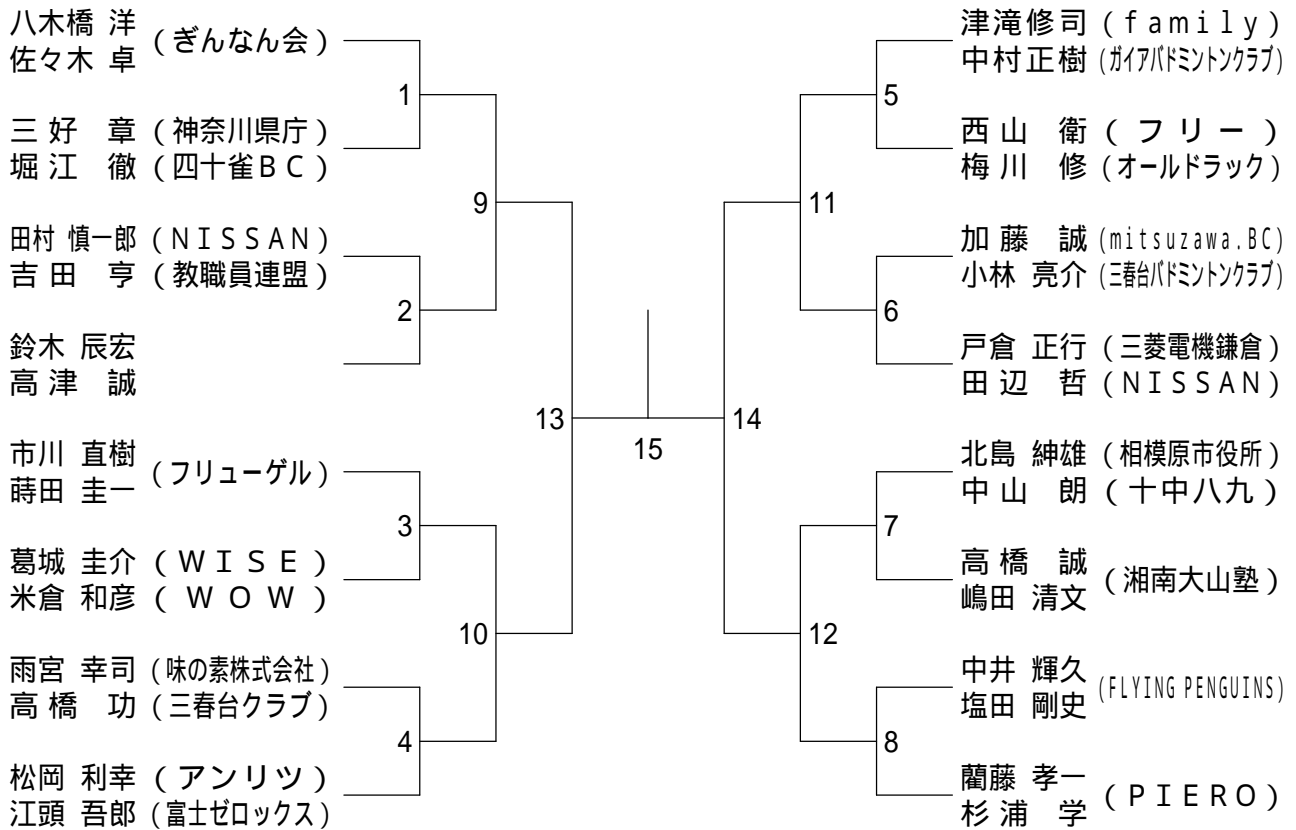 八木橋 洋 (ぎんなん会)
佐々木 卓
1
三好 章 (神奈川県庁)
堀江 徹 (四十雀BC)
9
田村 慎一郎 (NISSAN)
吉田 亨 (教職員連盟)
2
鈴木 辰宏
高津 誠
13
市川 直樹 (フリューゲル)
蒔田 圭一
3
葛城 圭介 (WISE)
米倉 和彦 (WOW)
10
雨宮 幸司 (味の素株式会社)
高橋 功 (三春台クラブ)
4
松岡 利幸 (アンリツ)
江頭 吾郎 (富士ゼロックス)
15
津滝修司 (family)
中村正樹 (ガイアバドミントンクラブ)
5
西山 衛 (フリー)
梅川 修 (オールドラック)
11
加藤 誠 (mitsuzawa.BC)
小林 亮介 (三春台バドミントンクラブ)
6
戸倉 正行 (三菱電機鎌倉)
田辺 哲 (NISSAN)
14
北島 紳雄 (相模原市役所)
中山 朗 (十中八九)
7
高橋 誠 (湘南大山塾)
嶋田 清文
12
中井 輝久 (FLYING PENGUINS)
塩田 剛史
8
藺藤 孝一 (PIERO)
杉浦 学